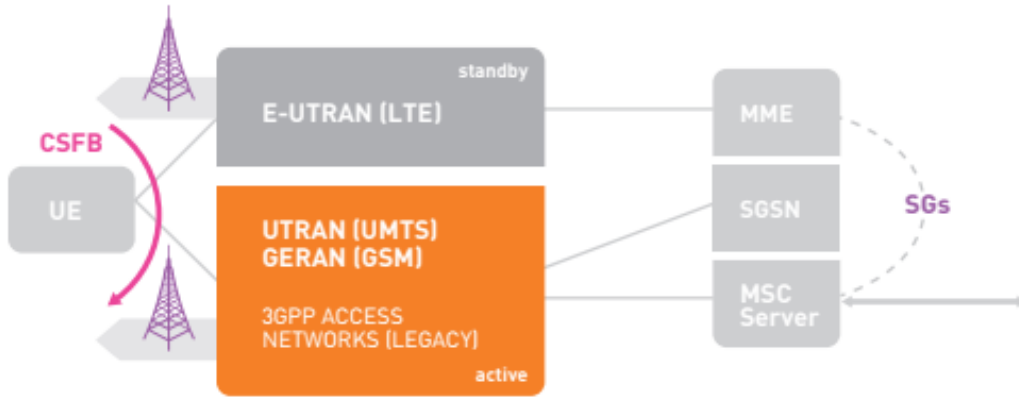 standby
E-UTRAN (LTE)
MME
CSFB
UE
SGSN
SGs
UTRAN (UMTS)
GERAN (GSM)
MSC
Server
3GPP ACCESS
NETWORKS (LEGACY)
active